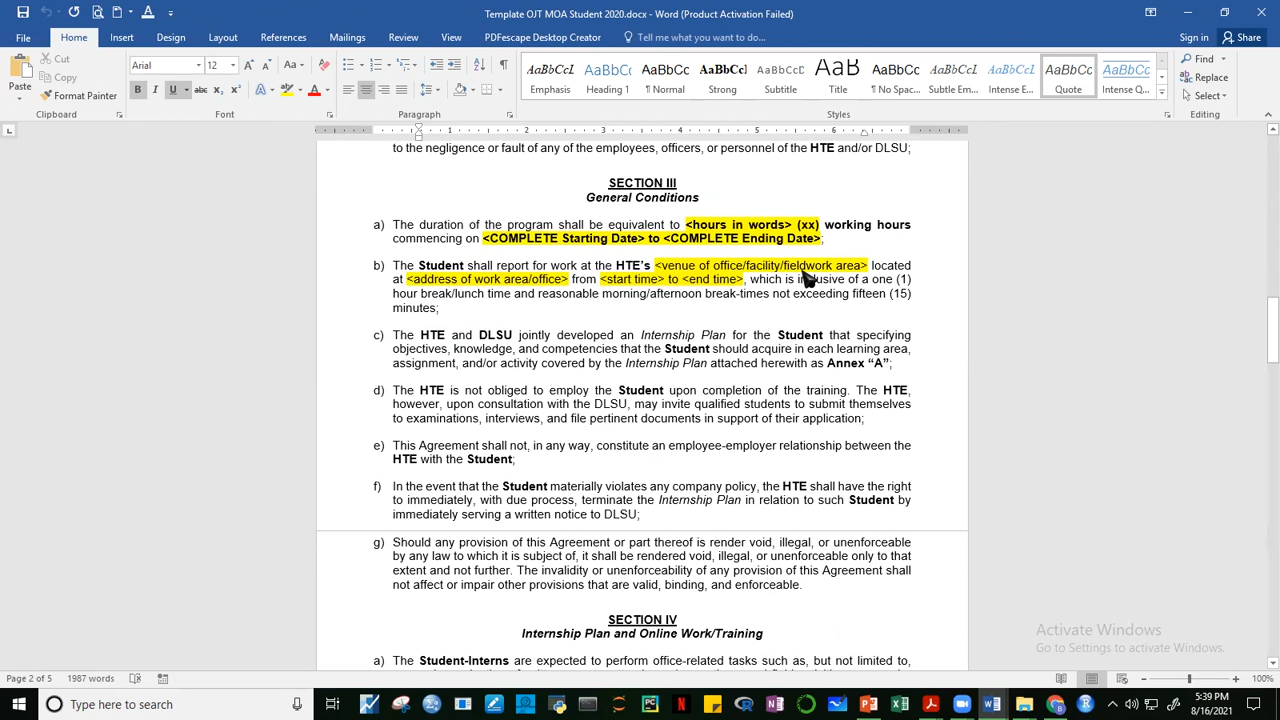 Template OJT MOA Student 2020.docx - Word (Product Activation Failed)
File Home Insert Design Layout References Mailings Review View PDFescape Desktop Creator Tell me what you want to do... Sign in Share
Cut
Copy
Format Painter
Paste
Arial 12
Aa
B I U abc x₂ x²
AaBbCcL AaBbCc AaBbCc AaBbCc AaBbCc AaB AaBbCc AaBbCcL AaBbCcL AaBbCcL AaBbCcL
Emphasis Heading 1 ¶ Normal Strong Subtitle Title ¶ No Spac... Subtle Em... Intense E... Quote Intense Q...
Find
Replace
Select
Clipboard Font Paragraph Styles Editing
1 2 3 4 5 6
to the negligence or fault of any of the employees, officers, or personnel of the HTE and/or DLSU;
SECTION III
General Conditions
a) The duration of the program shall be equivalent to <hours in words> (xx) working hours
commencing on <COMPLETE Starting Date> to <COMPLETE Ending Date>;
b) The Student shall report for work at the HTE's <venue of office/facility/fieldwork area> located
at <address of work area/office> from <start time> to <end time>, which is inclusive of a one (1)
hour break/lunch time and reasonable morning/afternoon break-times not exceeding fifteen (15)
minutes;
c) The HTE and DLSU jointly developed an Internship Plan for the Student that specifying
objectives, knowledge, and competencies that the Student should acquire in each learning area,
assignment, and/or activity covered by the Internship Plan attached herewith as Annex “A”;
d) The HTE is not obliged to employ the Student upon completion of the training. The HTE,
however, upon consultation with the DLSU, may invite qualified students to submit themselves
to examinations, interviews, and file pertinent documents in support of their application;
e) This Agreement shall not, in any way, constitute an employee-employer relationship between the
HTE with the Student;
f) In the event that the Student materially violates any company policy, the HTE shall have the right
to immediately, with due process, terminate the Internship Plan in relation to such Student by
immediately serving a written notice to DLSU;
g) Should any provision of this Agreement or part thereof is render void, illegal, or unenforceable
by any law to which it is subject of, it shall be rendered void, illegal, or unenforceable only to that
extent and not further. The invalidity or unenforceability of any provision of this Agreement shall
not affect or impair other provisions that are valid, binding, and enforceable.
SECTION IV
Internship Plan and Online Work/Training
a) The Student-Interns are expected to perform office-related tasks such as, but not limited to,
Activate Windows
Go to Settings to activate Windows.
Page 2 of 5 1987 words 100%
Type here to search
5:39 PM
8/16/2021